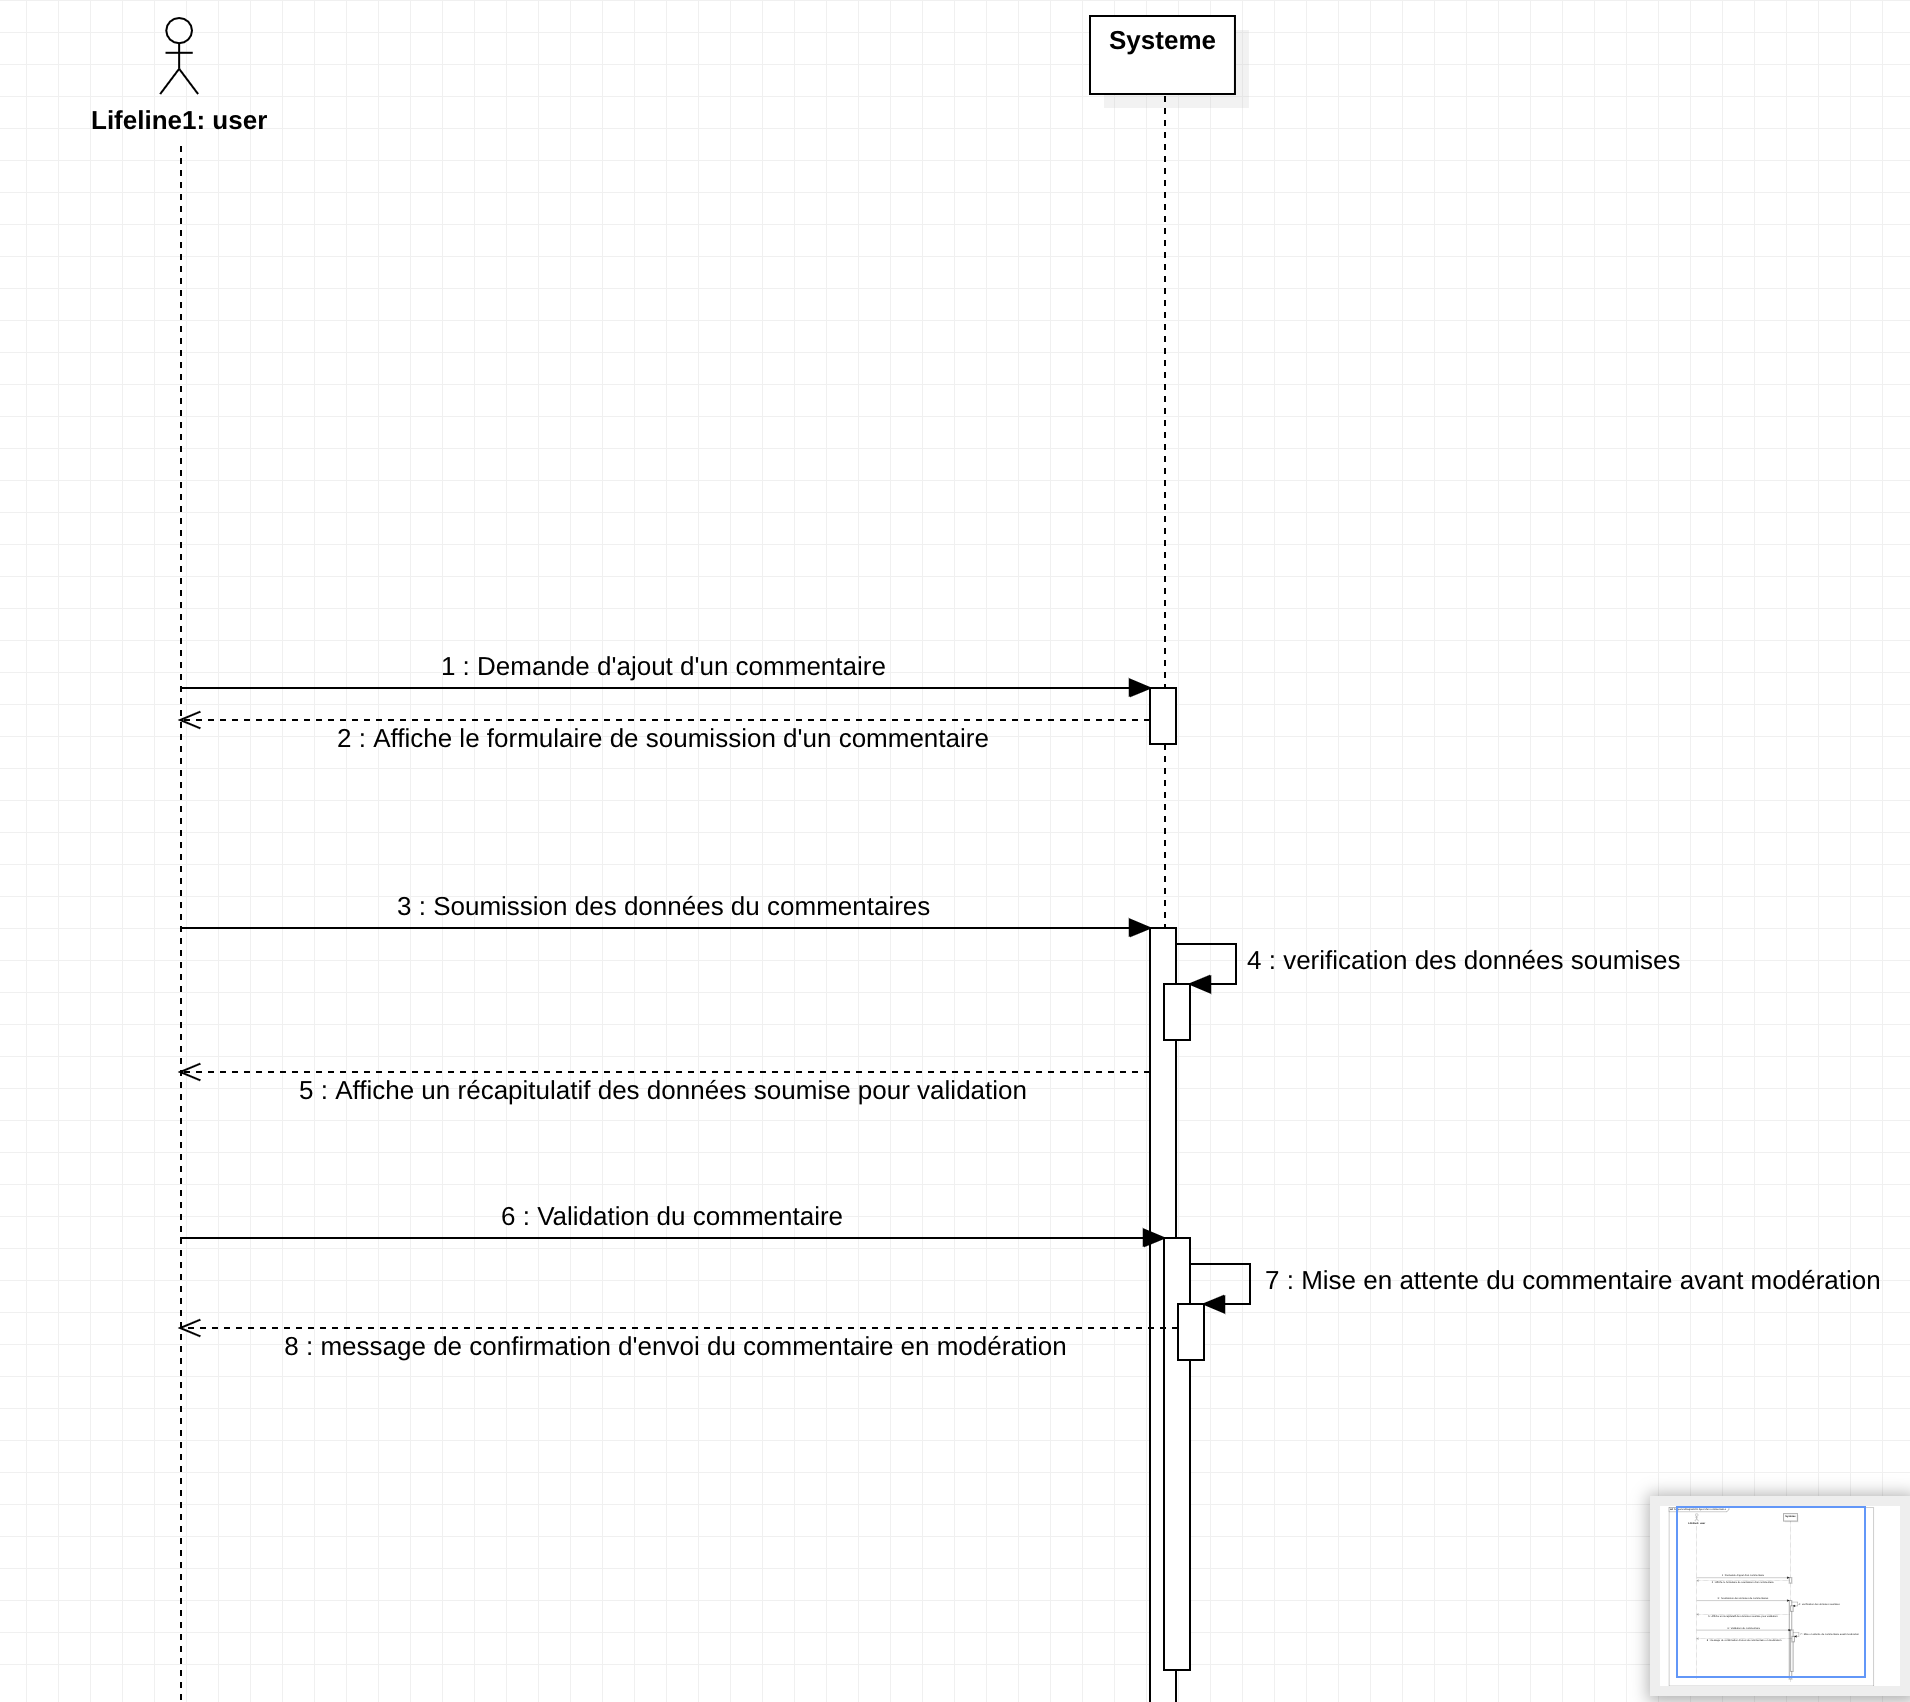 Systeme
Lifeline1: user
1 : Demande d'ajout d'un commentaire
2 : Affiche le formulaire de soumission d'un commentaire
3 : Soumission des données du commentaires
4 : verification des données soumises
5 : Affiche un récapitulatif des données soumise pour validation
6 : Validation du commentaire
7 : Mise en attente du commentaire avant modération
8 : message de confirmation d'envoi du commentaire en modération